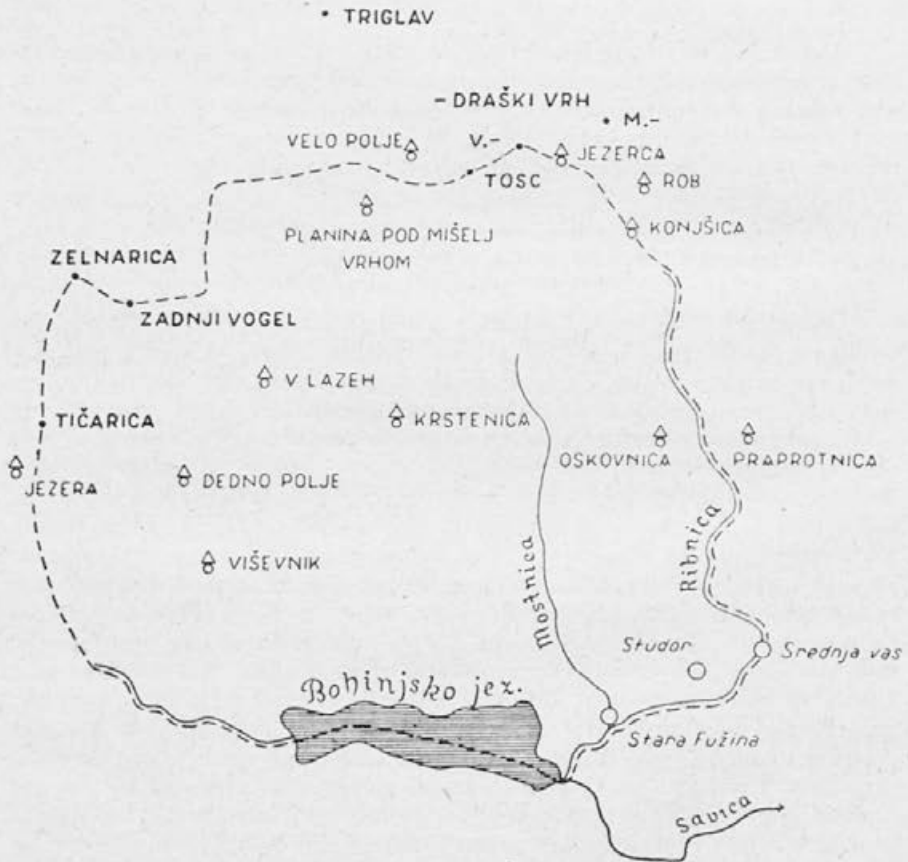 TRIGLAV
- DRAŠKI VRH
M.-
VELO POLJE
V.-
JEZERCA
TOSC
ROB
KONJŠICA
PLANINA POD MIŠELJ
VRHOM
ZELNARICA
ZADNJI VOGEL
V LAZEH
TIČARICA
KRSTENICA
OSKOVNICA
PRAPROTNICA
JEZERA
DEDNO POLJE
VIŠEVNIK
Mostnica
Ribnica
Studor
Srednja vas
Bohinjsko jez.
Stara Fužina
Savica